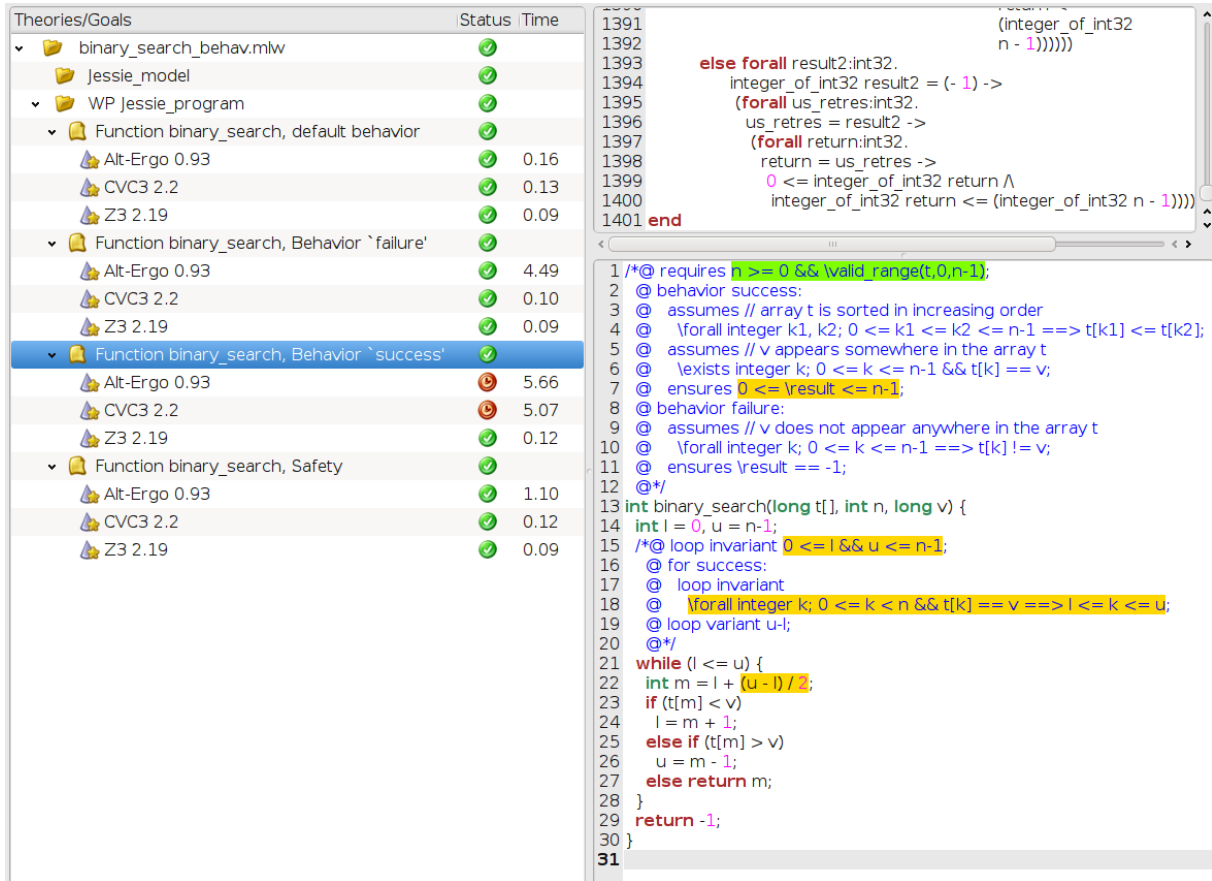 Theories/Goals Status Time
binary_search_behav.mlw
Jessie_model
WP Jessie_program
Function binary_search, default behavior
Alt-Ergo 0.93 0.16
CVC3 2.2 0.13
Z3 2.19 0.09
Function binary_search, Behavior `failure'
Alt-Ergo 0.93 4.49
CVC3 2.2 0.10
Z3 2.19 0.09
Function binary_search, Behavior `success'
Alt-Ergo 0.93 5.66
CVC3 2.2 5.07
Z3 2.19 0.12
Function binary_search, Safety
Alt-Ergo 0.93 1.10
CVC3 2.2 0.12
Z3 2.19 0.09
1391 (integer_of_int32
1392 n - 1))))))
1393 else forall result2:int32.
1394 integer_of_int32 result2 = (- 1) ->
1395 (forall us_retres:int32.
1396 us_retres = result2 ->
1397 (forall return:int32.
1398 return = us_retres ->
1399 0 <= integer_of_int32 return /\
1400 integer_of_int32 return <= (integer_of_int32 n - 1))))
1401 end
1 /*@ requires n >= 0 && \valid_range(t,0,n-1);
2 @ behavior success:
3 @ assumes // array t is sorted in increasing order
4 @ \forall integer k1, k2; 0 <= k1 <= k2 <= n-1 ==> t[k1] <= t[k2];
5 @ assumes // v appears somewhere in the array t
6 @ \exists integer k; 0 <= k <= n-1 && t[k] == v;
7 @ ensures 0 <= \result <= n-1;
8 @ behavior failure:
9 @ assumes // v does not appear anywhere in the array t
10 @ \forall integer k; 0 <= k <= n-1 ==> t[k] != v;
11 @ ensures \result == -1;
12 @*/
13 int binary_search(long t[], int n, long v) {
14 int l = 0, u = n-1;
15 /*@ loop invariant 0 <= l && u <= n-1;
16 @ for success:
17 @ loop invariant
18 @ \forall integer k; 0 <= k < n && t[k] == v ==> l <= k <= u;
19 @ loop variant u-l;
20 @*/
21 while (l <= u) {
22 int m = l + (u - l) / 2;
23 if (t[m] < v)
24 l = m + 1;
25 else if (t[m] > v)
26 u = m - 1;
27 else return m;
28 }
29 return -1;
30 }
31